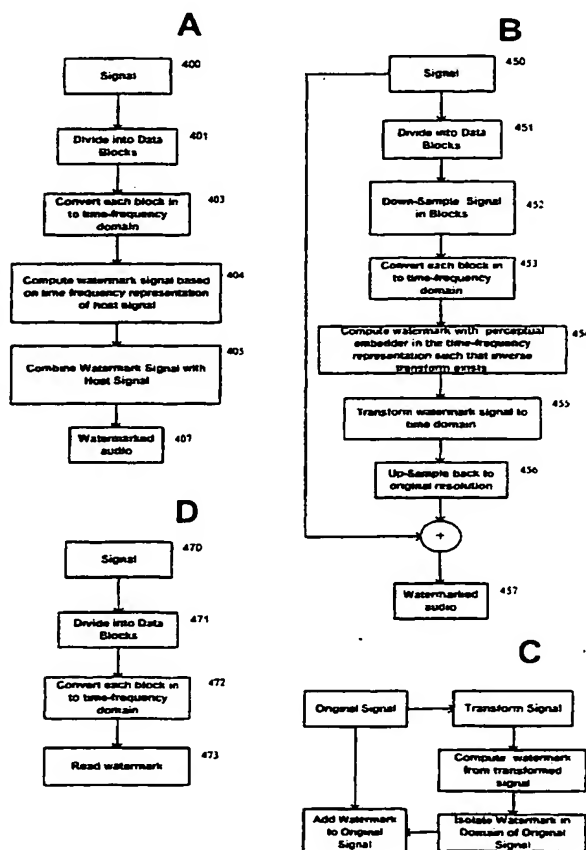 A
Signal
400
Divide into Data
Blocks
401
Convert each block in
to time-frequency
domain
403
Compute watermark signal based
on time frequency representation
of host signal
404
Combine Watermark Signal with
Host Signal
405
Watermarked
audio
407
B
Signal
450
Divide into Data
Blocks
451
Down-Sample Signal
in Blocks
452
Convert each block in
to time-frequency
domain
453
Compute watermark with perceptual
embedder in the time-frequency
representation such that inverse
transform exists
454
Transform watermark signal to
time domain
455
Up-Sample back to
original resolution
456
+
Watermarked
audio
457
D
Signal
470
Divide into Data
Blocks
471
Convert each block in
to time-frequency
domain
472
Read watermark
473
C
Original Signal
Transform Signal
Compute watermark
from transformed
signal
Isolate Watermark in
Domain of Original
Signal
Add Watermark
to Original
Signal